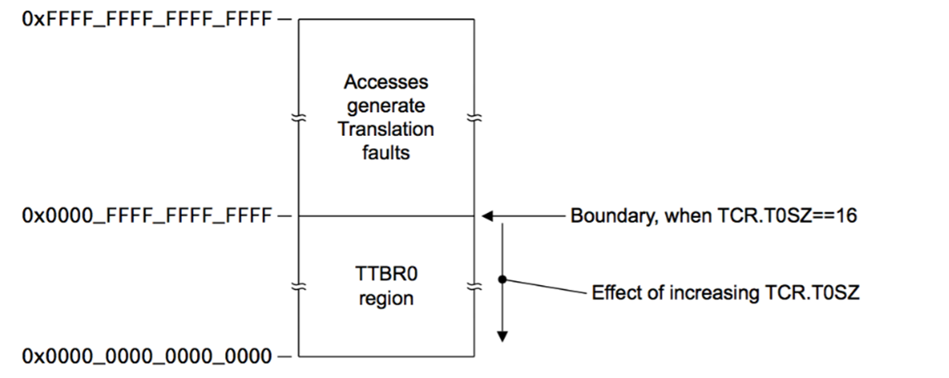 0xFFFF_FFFF_FFFF_FFFF
Accesses
generate
Translation
faults
0x0000_FFFF_FFFF_FFFF
Boundary, when TCR.T0SZ==16
TTBR0
region
Effect of increasing TCR.T0SZ
0x0000_0000_0000_0000